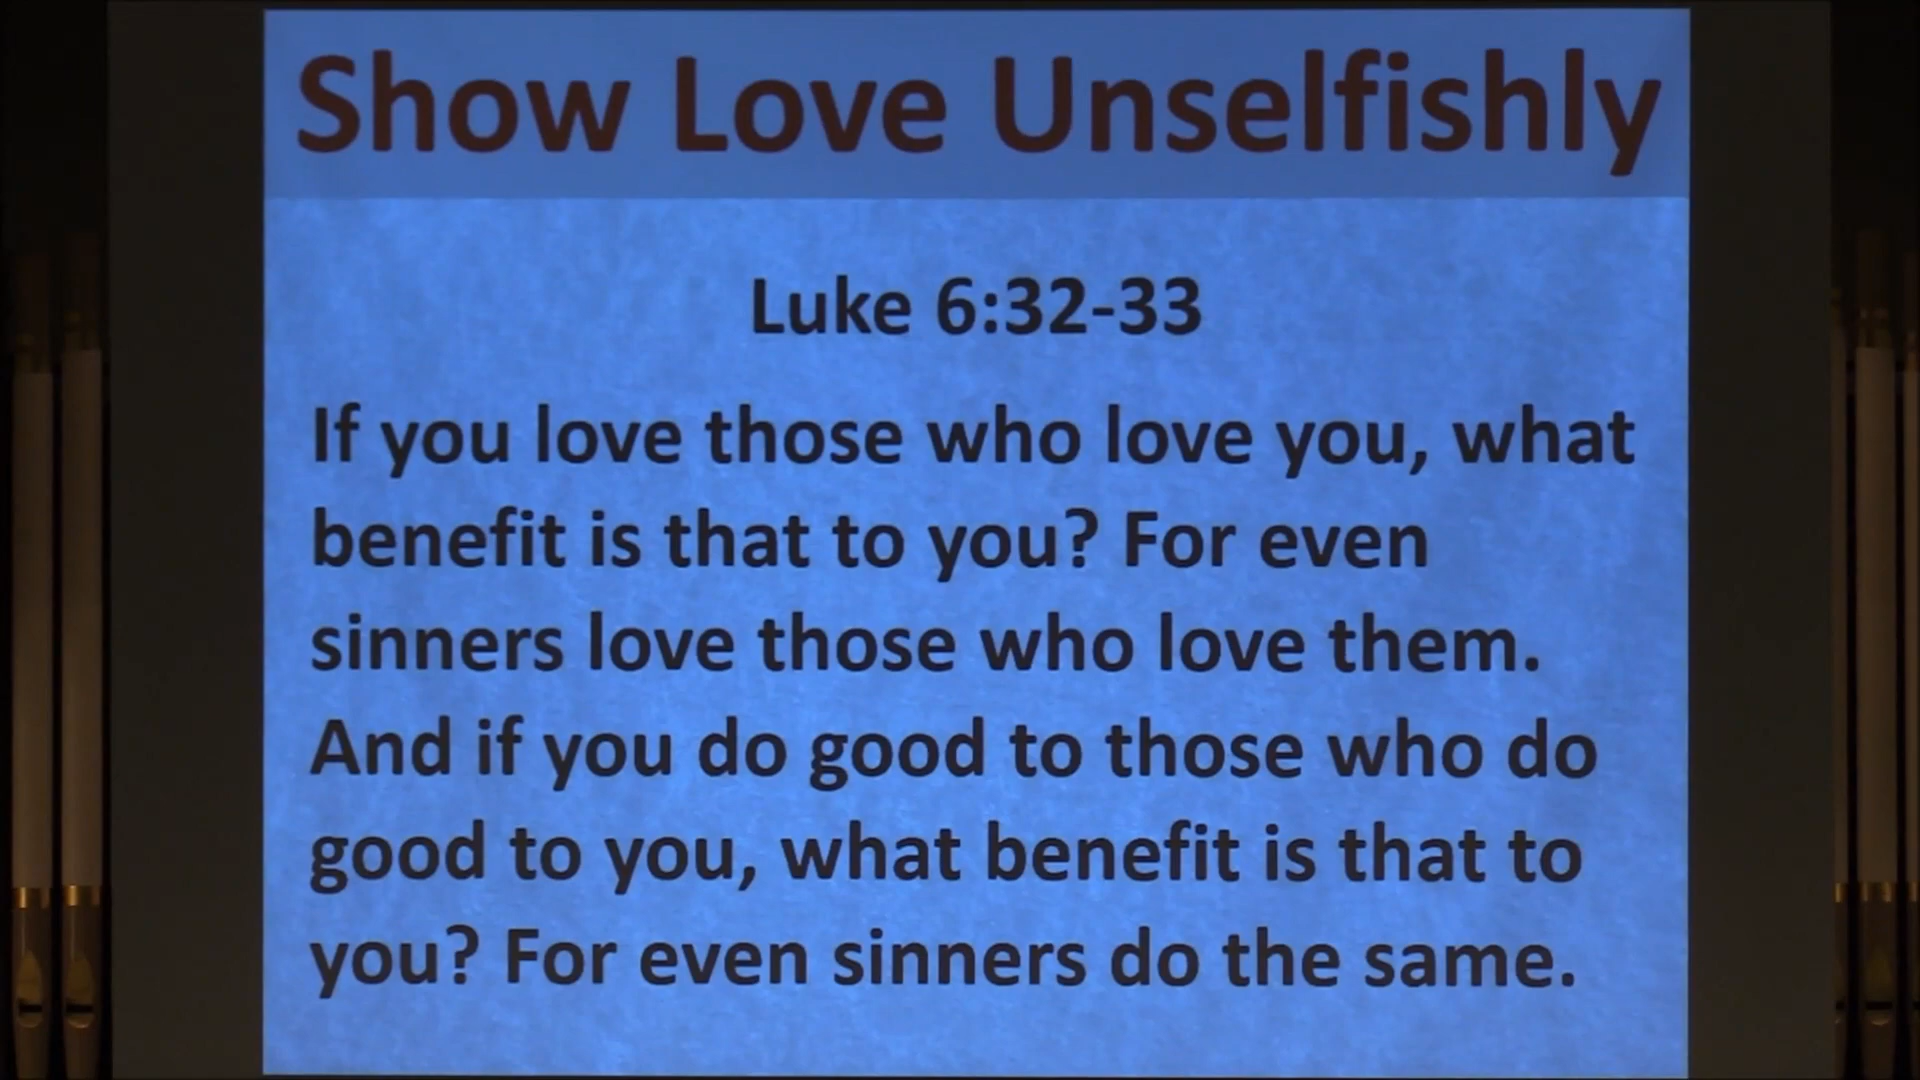 Show Love Unselfishly
Luke 6:32-33
If you love those who love you, what
benefit is that to you? For even
sinners love those who love them.
And if you do good to those who do
good to you, what benefit is that to
you? For even sinners do the same.